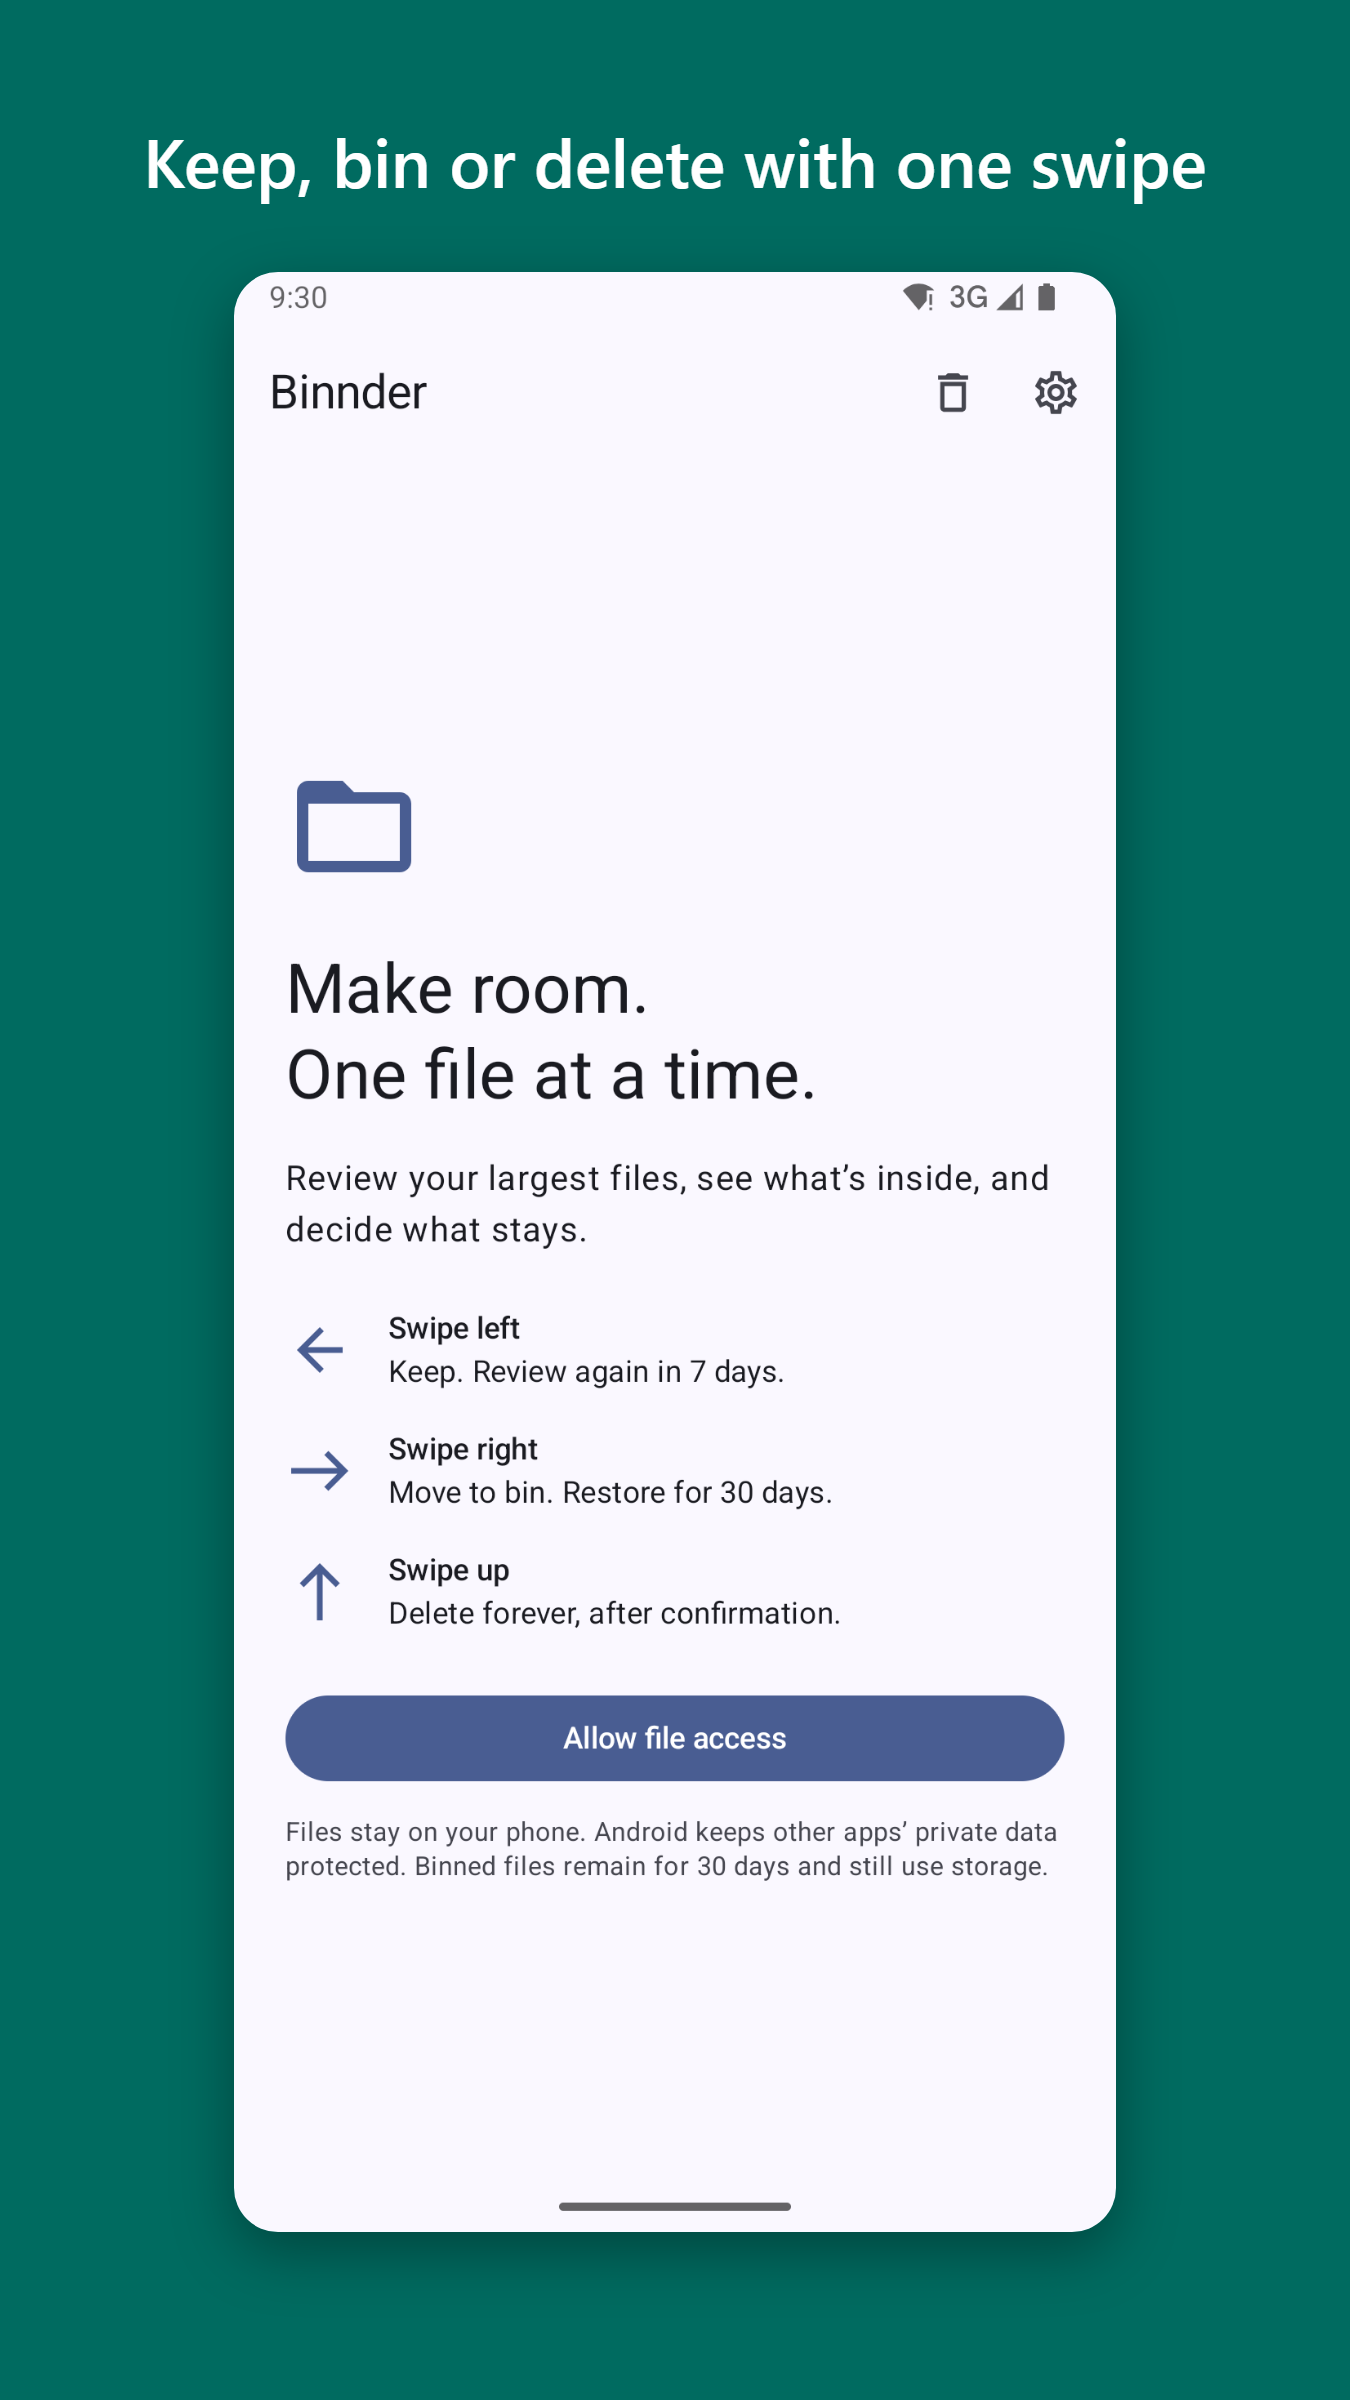 Keep, bin or delete with one swipe
9:30
3G
Binnder
Make room.
One file at a time.
Review your largest files, see what’s inside, and
decide what stays.
Swipe left
Keep. Review again in 7 days.
Swipe right
Move to bin. Restore for 30 days.
Swipe up
Delete forever, after confirmation.
Allow file access
Files stay on your phone. Android keeps other apps’ private data
protected. Binned files remain for 30 days and still use storage.